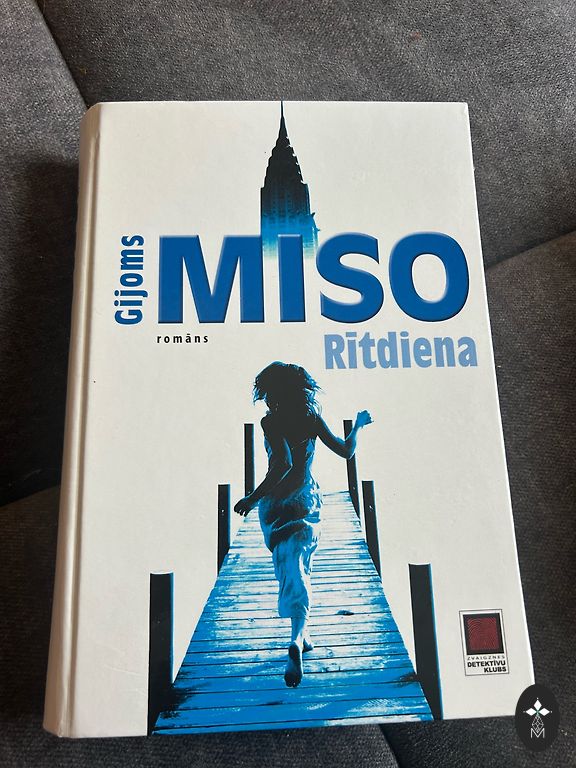 Gijoms
MISO
romāns
Rītdiena
ZVAIGZNES
DETEKTĪVU
KLUBS
M